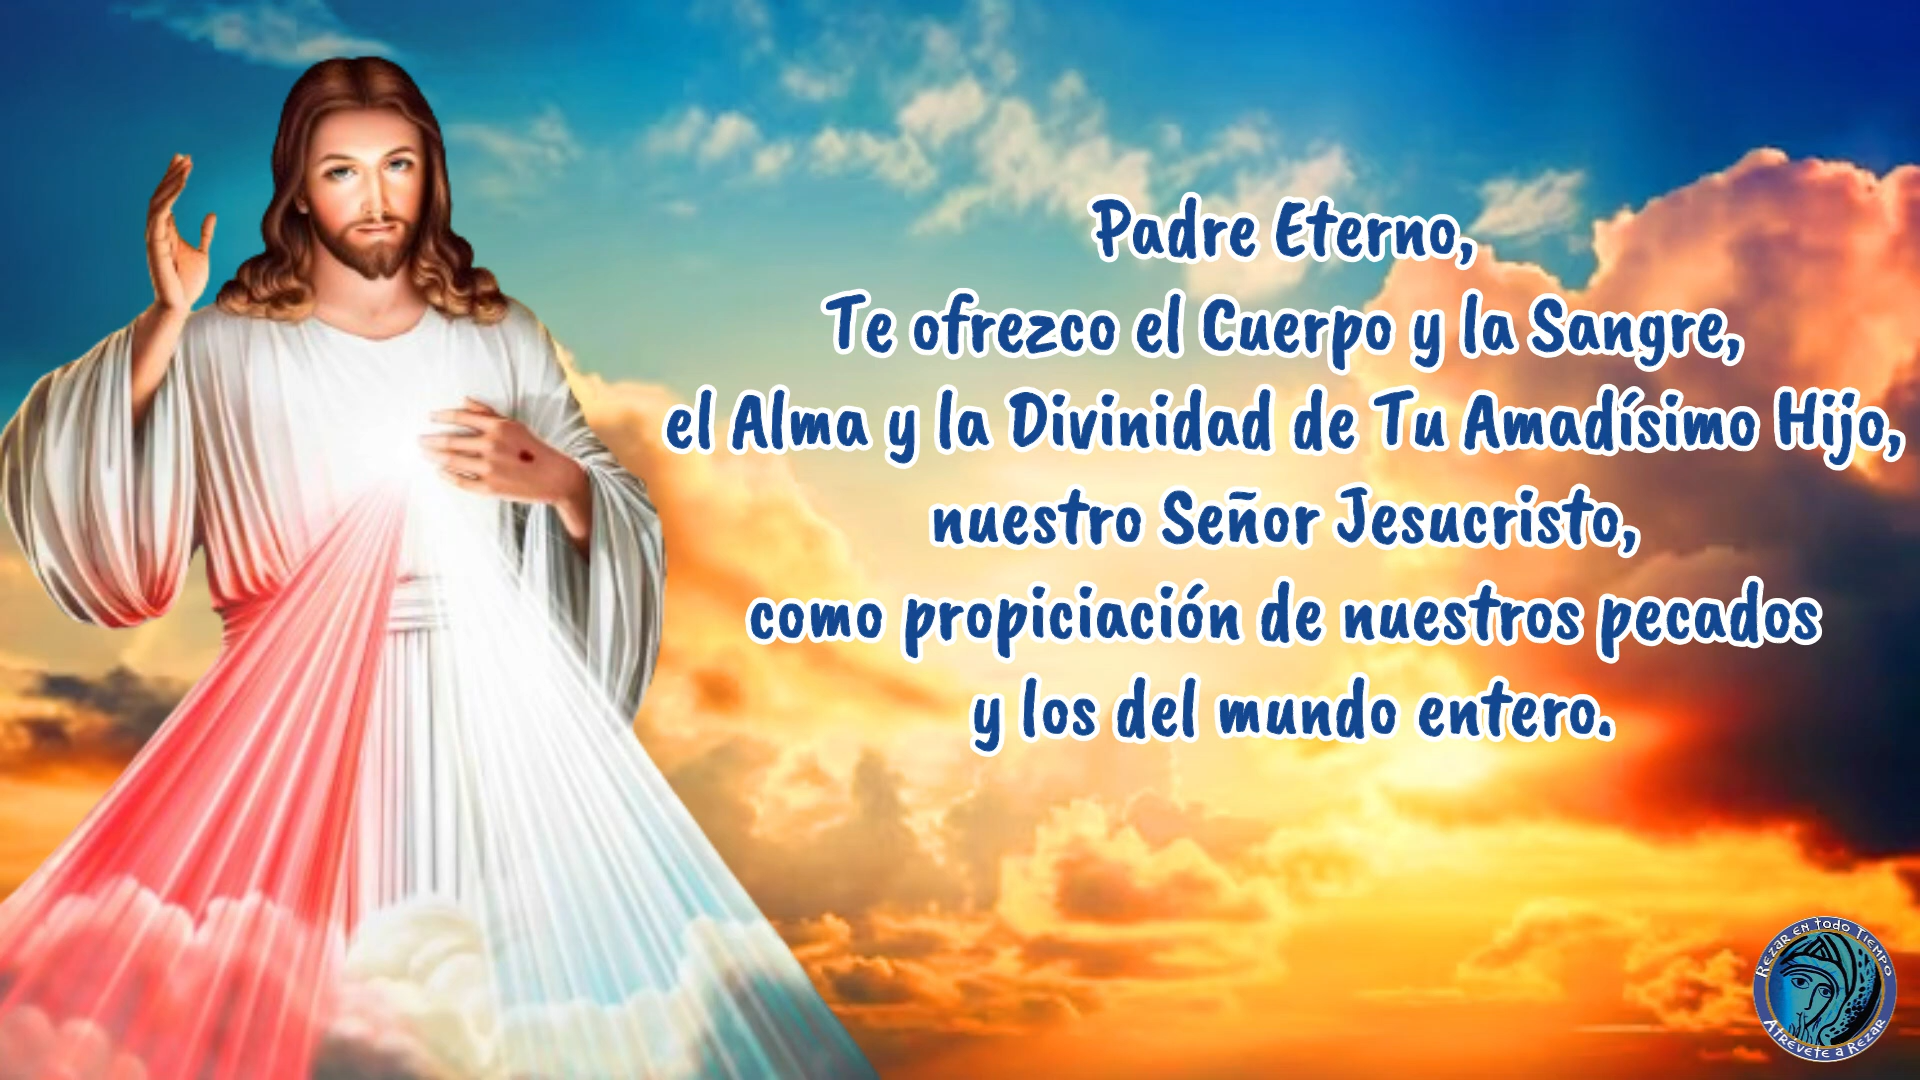 Padre Eterno,
Te ofrezco el Cuerpo y la Sangre,
el Alma y la Divinidad de Tu Amadísimo Hijo,
nuestro Señor Jesucristo,
como propiciación de nuestros pecados
y los del mundo entero.
Rezar en todo Tiempo
Atrévete a Rezar